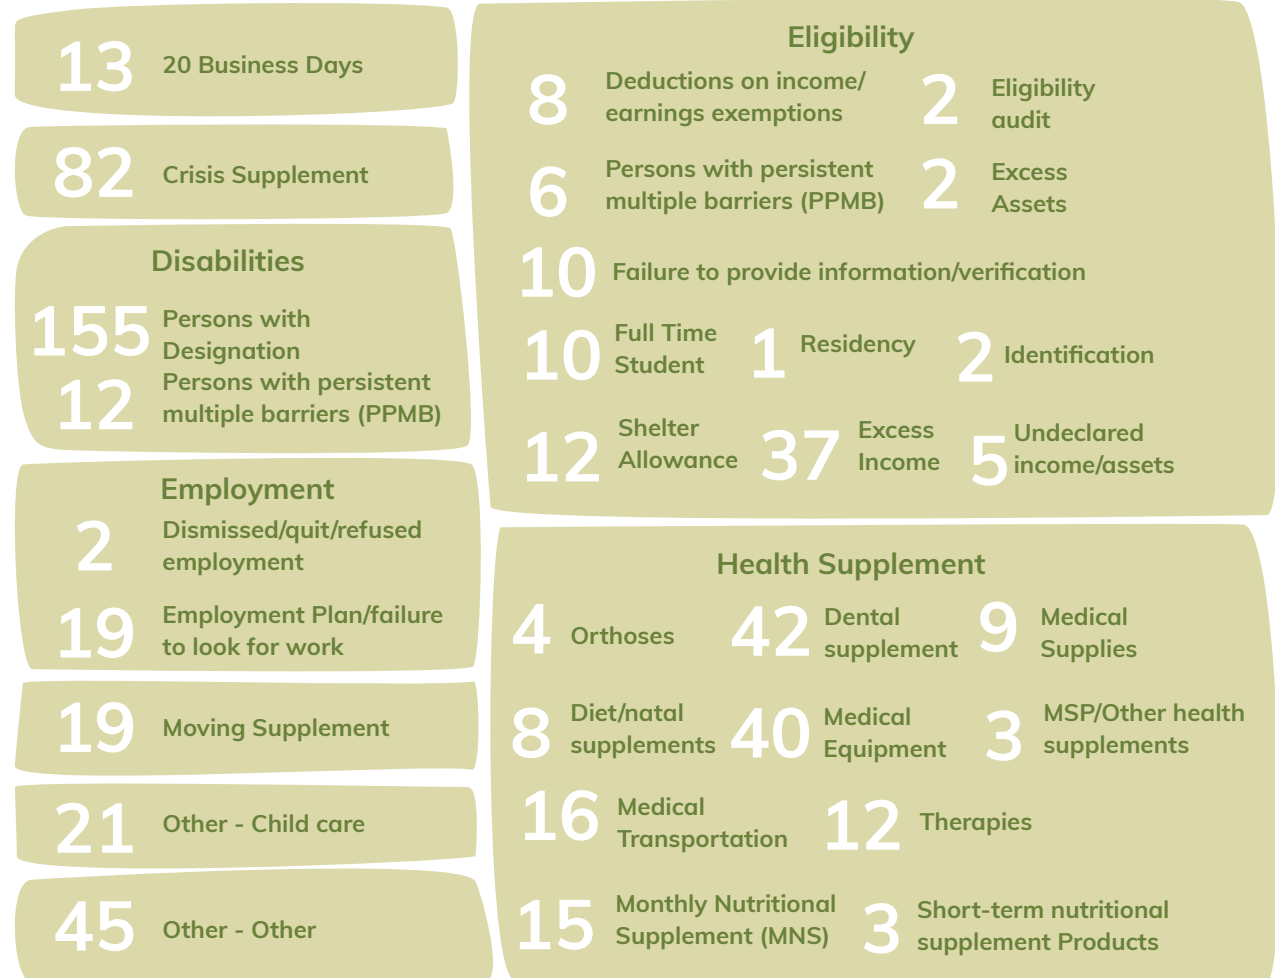 13 20 Business Days
82 Crisis Supplement
Disabilities
155 Persons with
Designation
12 Persons with persistent
multiple barriers (PPMB)
Employment
2 Dismissed/quit/refused
employment
19 Employment Plan/failure
to look for work
19 Moving Supplement
21 Other - Child care
45 Other - Other
Eligibility
8 Deductions on income/
earnings exemptions
2 Eligibility
audit
6 Persons with persistent
multiple barriers (PPMB)
2 Excess
Assets
10 Failure to provide information/verification
10 Full Time
Student
1 Residency
2 Identification
12 Shelter
Allowance
37 Excess
Income
5 Undeclared
income/assets
Health Supplement
4 Orthoses
42 Dental
supplement
9 Medical
Supplies
8 Diet/natal
supplements
40 Medical
Equipment
3 MSP/Other health
supplements
16 Medical
Transportation
12 Therapies
15 Monthly Nutritional
Supplement (MNS)
3 Short-term nutritional
supplement Products